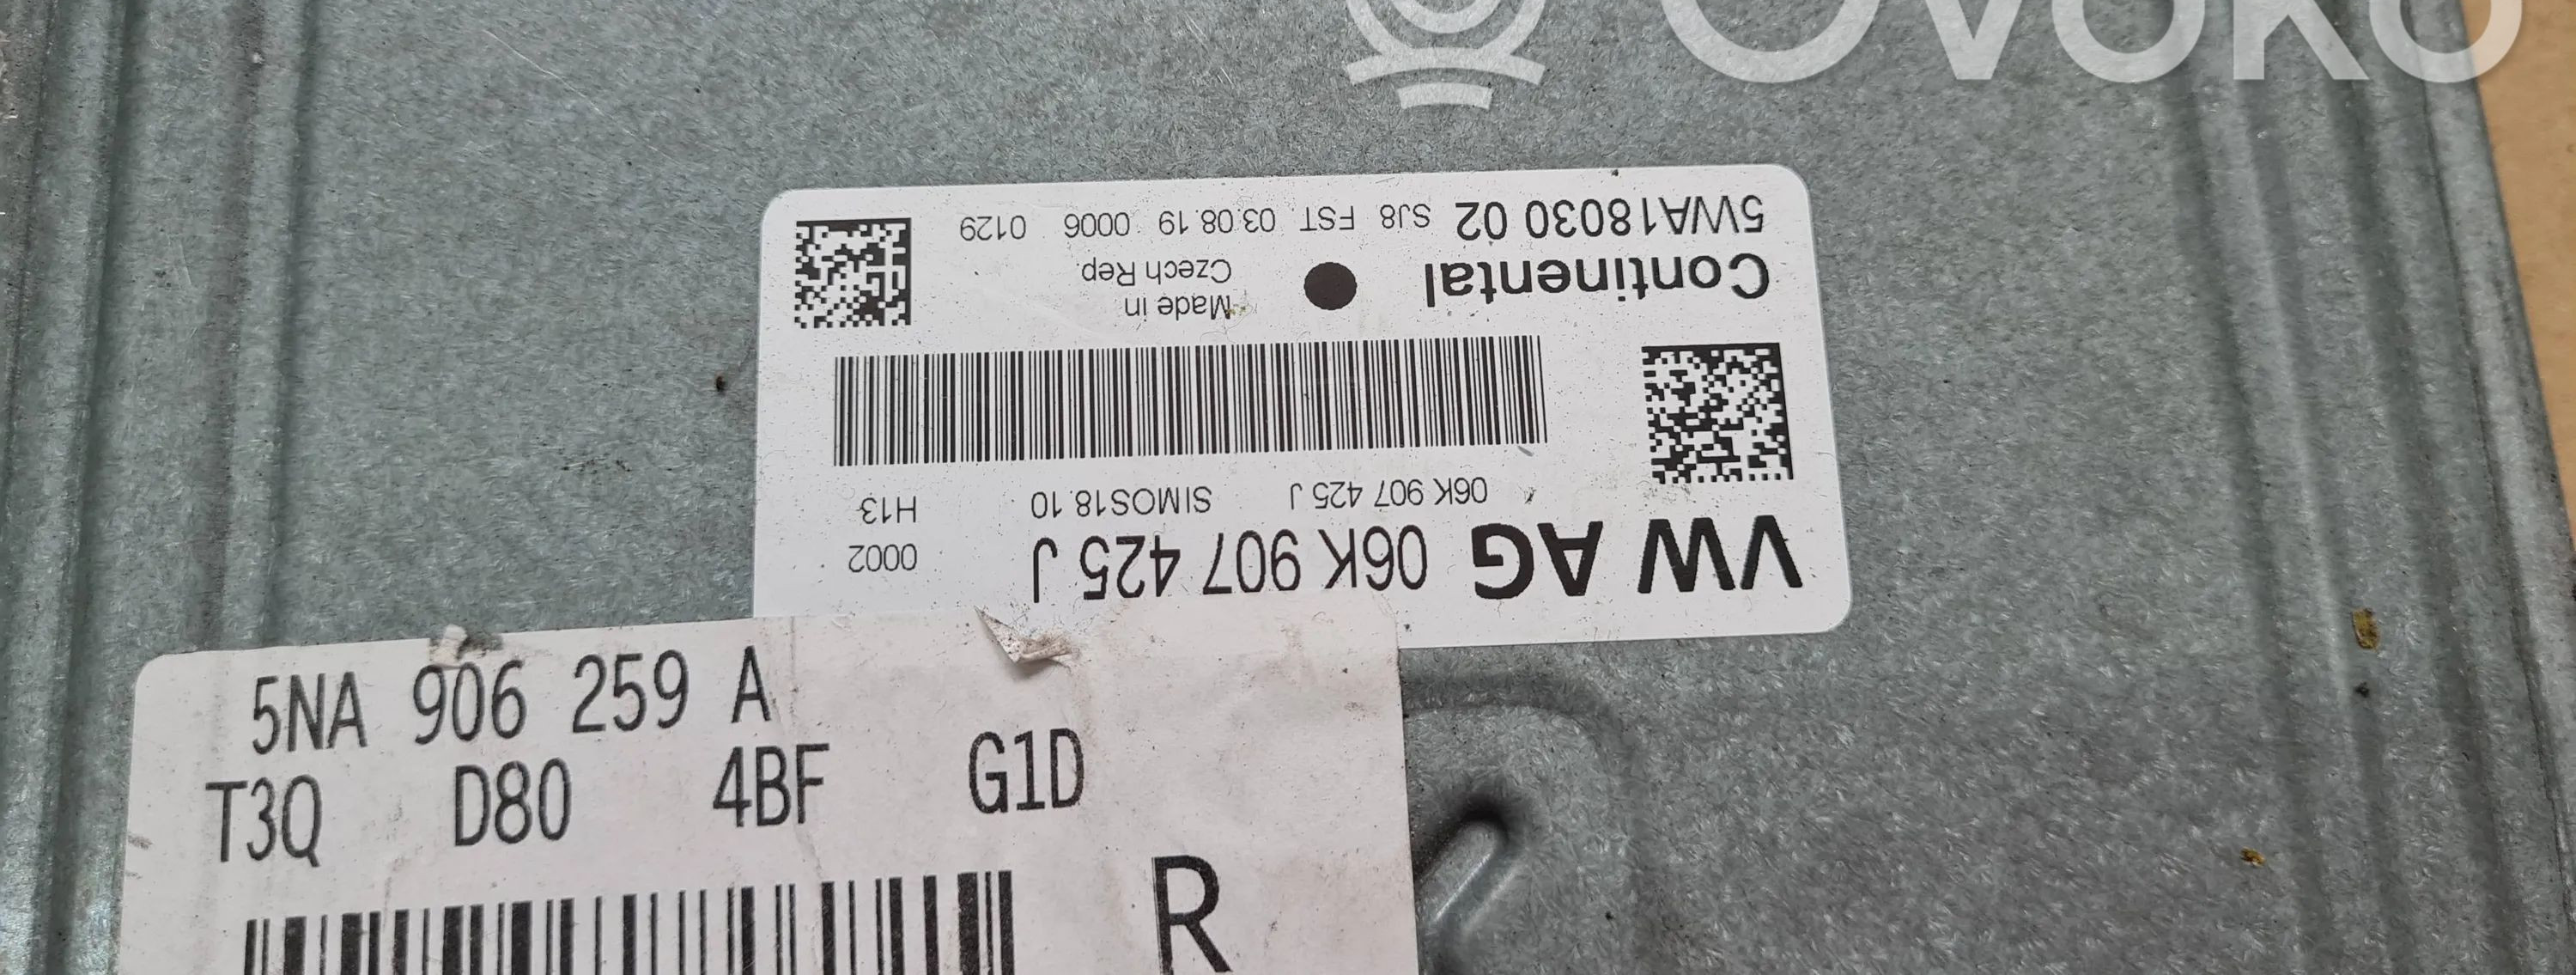 OVOKO
VW AG 06K 907 425 J 0002
06K 907 425 J SIMOS18.10 H13
Continental Made in
Czech Rep.
5WA18030 02 SJ8 FST. 03.08.19 0006 0129
5NA 906 259 A
T3Q D80 4BF G1D
R